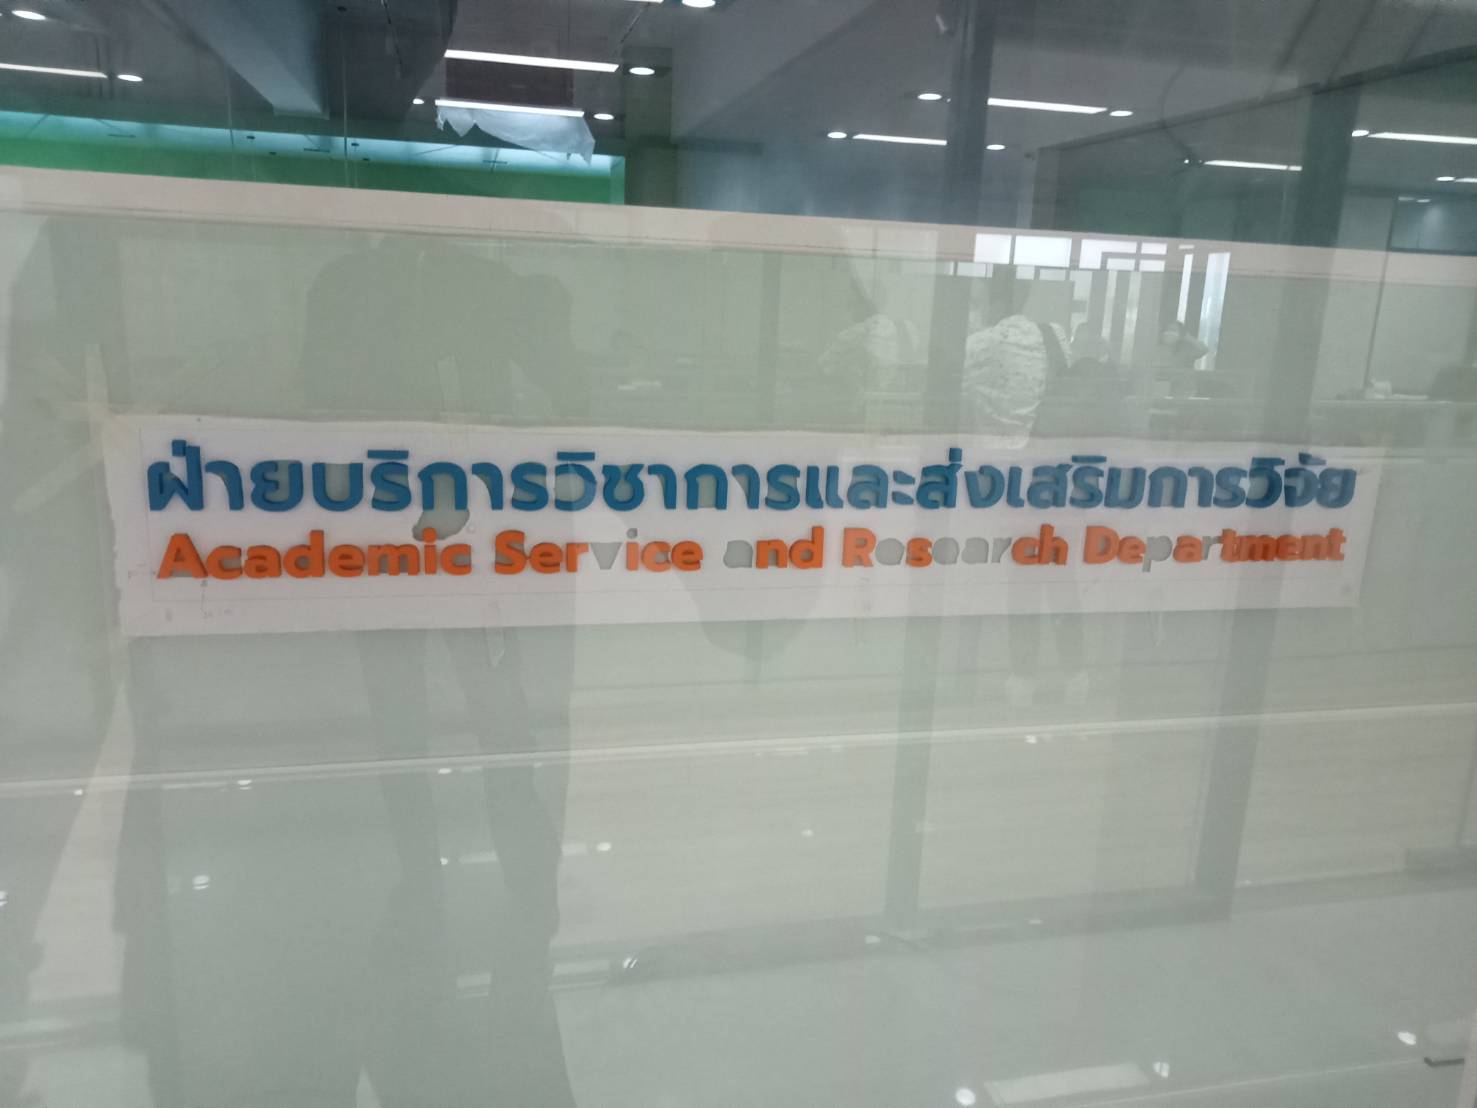 ฝ่ายบริการวิชาการและส่งเสริมการวิจัย
Academic Service and Research Department